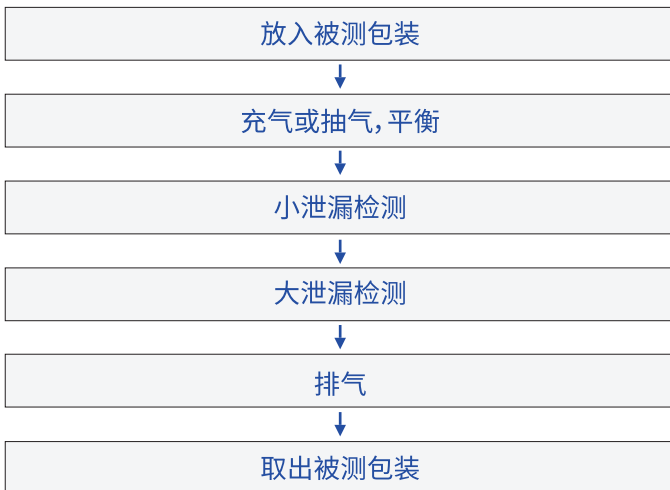 放入被测包装
充气或抽气，平衡
小泄漏检测
大泄漏检测
排气
取出被测包装